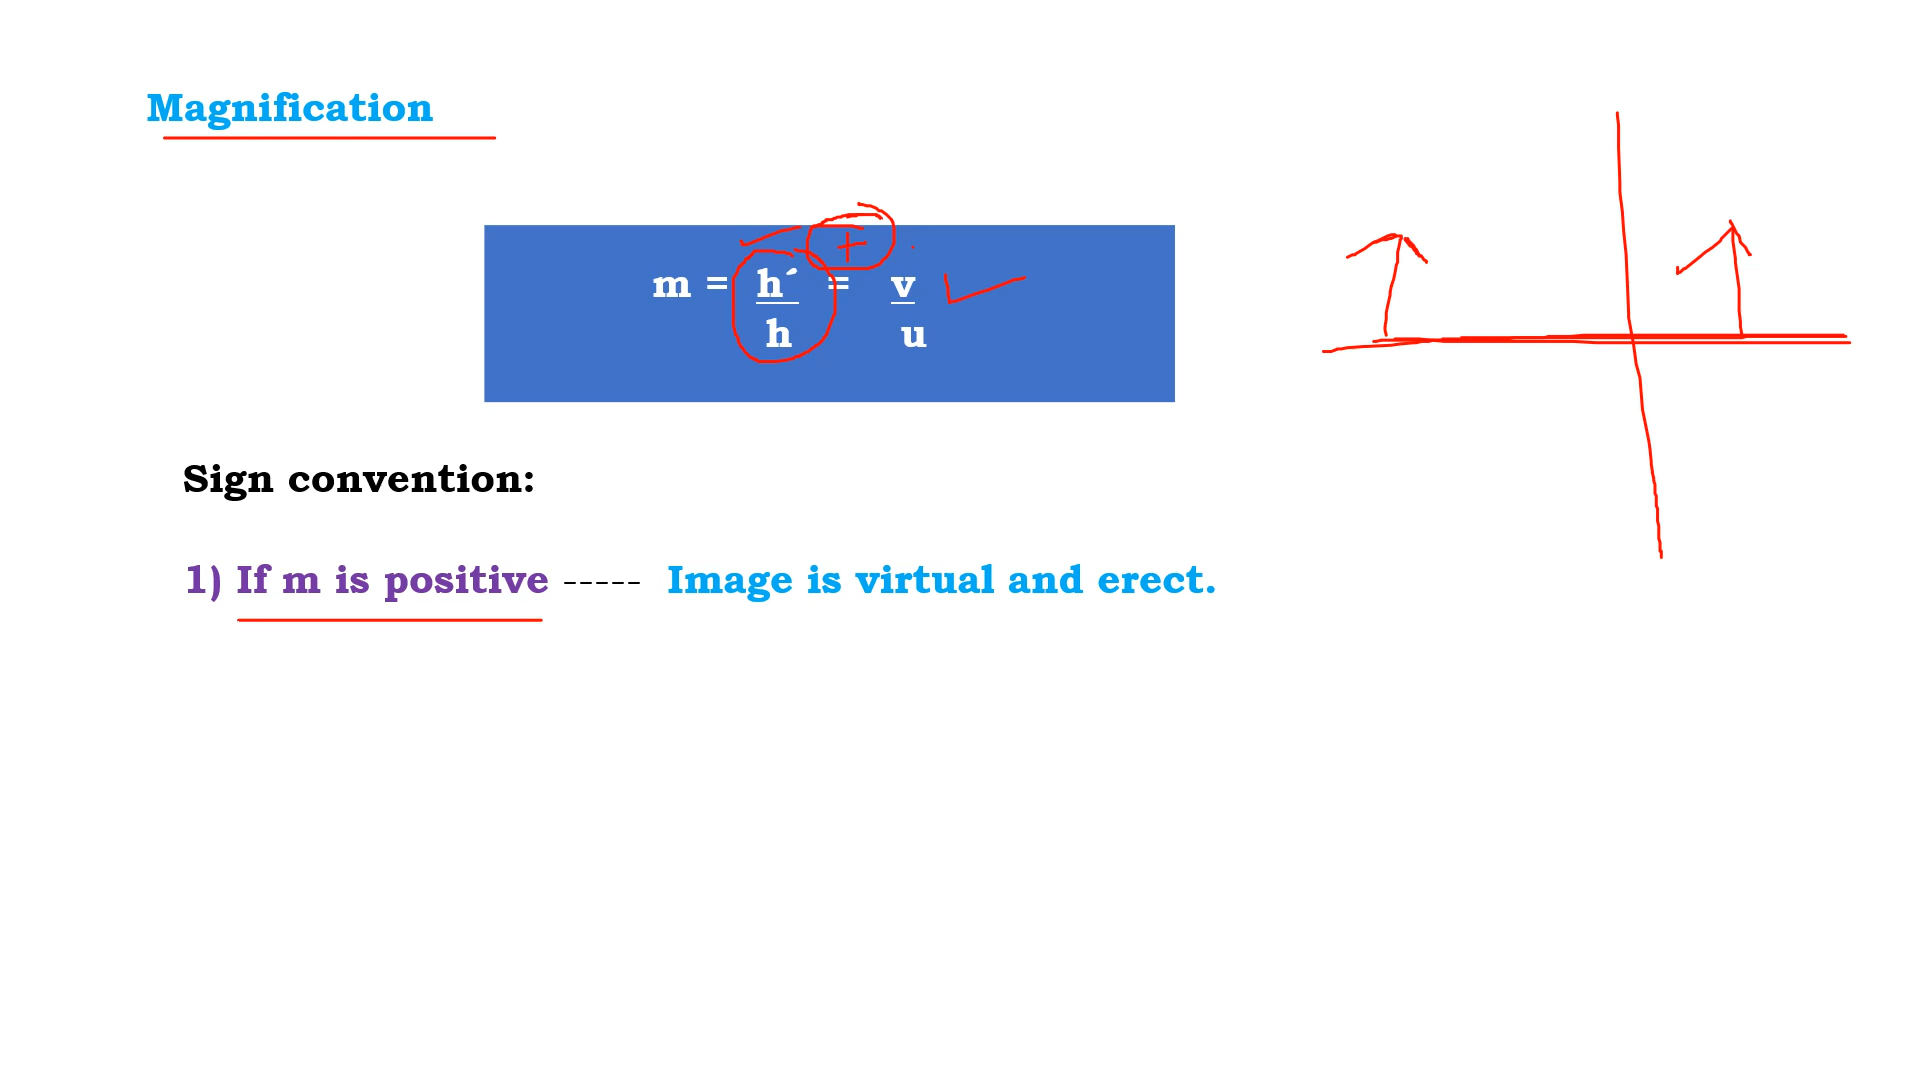 Magnification
+
m = h´ = v
h u
Sign convention:
1) If m is positive ----- Image is virtual and erect.